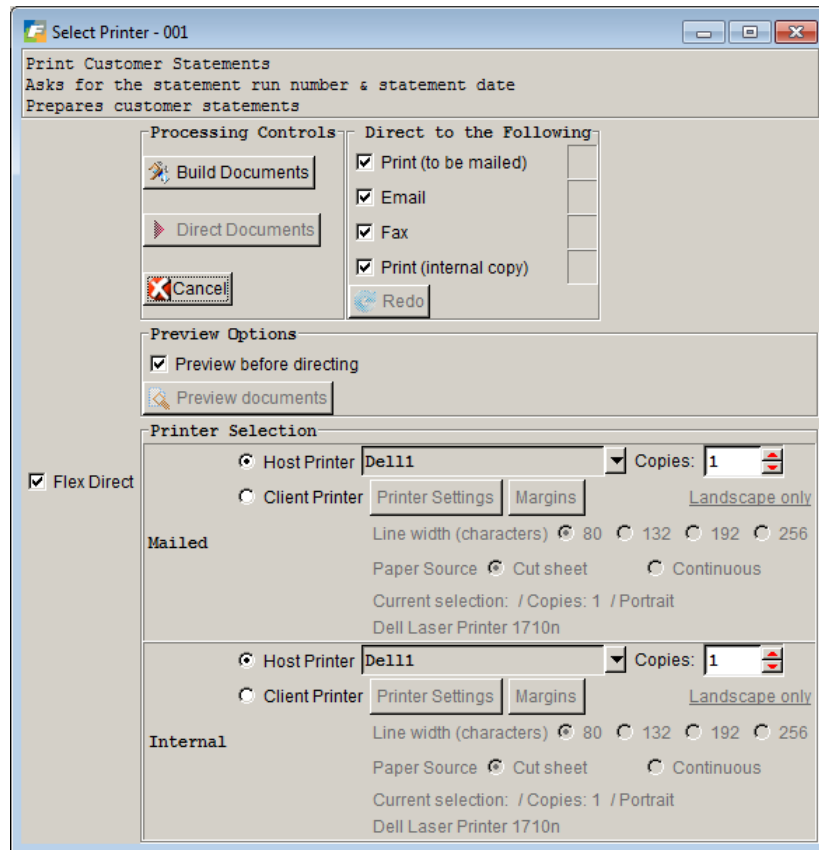 Select Printer - 001
Print Customer Statements
Asks for the statement run number & statement date
Prepares customer statements
Processing Controls
Direct to the Following
Build Documents
Print (to be mailed)
Email
Direct Documents
Fax
Print (internal copy)
Cancel
Redo
Preview Options
Preview before directing
Preview documents
Printer Selection
Flex Direct
Mailed
Host Printer Dell1 Copies: 1
Client Printer Printer Settings Margins Landscape only
Line width (characters) 80 132 192 256
Paper Source Cut sheet Continuous
Current selection: / Copies: 1 / Portrait
Dell Laser Printer 1710n
Internal
Host Printer Dell1 Copies: 1
Client Printer Printer Settings Margins Landscape only
Line width (characters) 80 132 192 256
Paper Source Cut sheet Continuous
Current selection: / Copies: 1 / Portrait
Dell Laser Printer 1710n